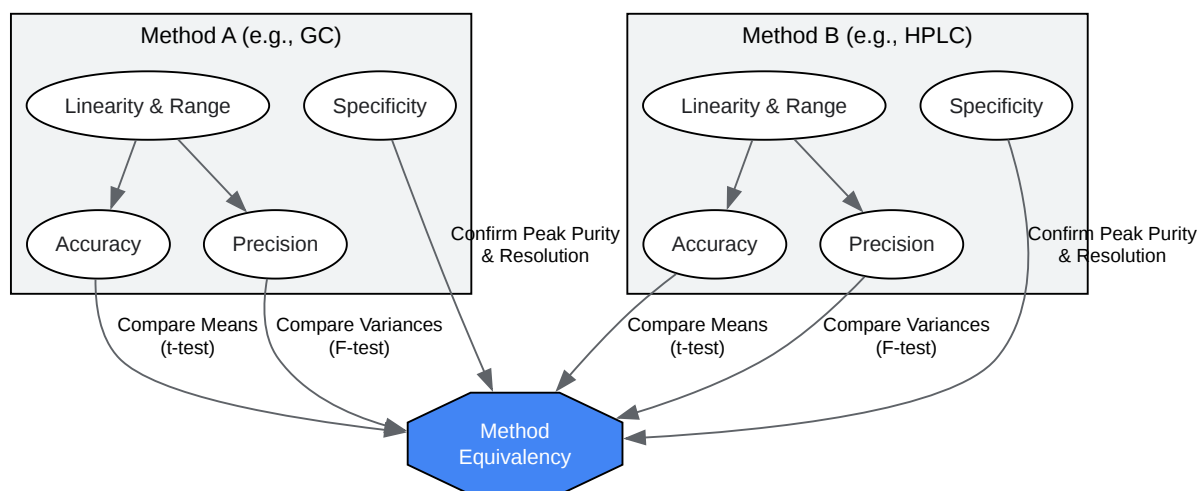 Method A (e.g., GC)
Linearity & Range
Specificity
Accuracy
Precision
Confirm Peak Purity
& Resolution
Compare Means
(t-test)
Compare Variances
(F-test)
Method B (e.g., HPLC)
Linearity & Range
Specificity
Accuracy
Precision
Confirm Peak Purity
& Resolution
Compare Means
(t-test)
Compare Variances
(F-test)
Method
Equivalency